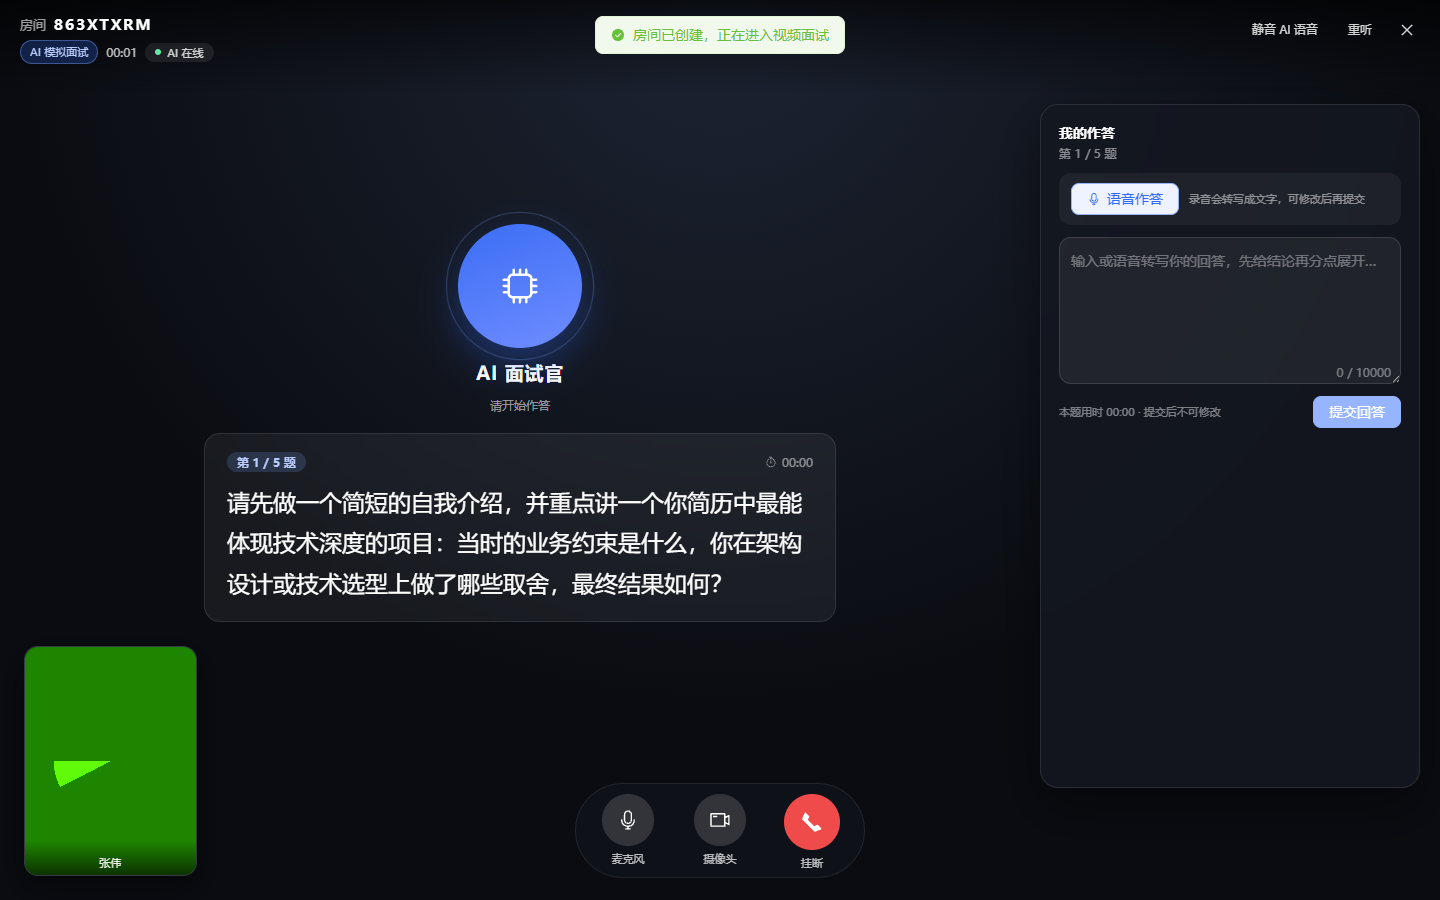 房间 863XTXRM
AI 模拟面试 00:01 AI 在线
房间已创建，正在进入视频面试
静音 AI 语音 重听
AI 面试官
请开始作答
第 1 / 5 题 00:00
请先做一个简短的自我介绍，并重点讲一个你简历中最能
体现技术深度的项目：当时的业务约束是什么，你在架构
设计或技术选型上做了哪些取舍，最终结果如何？
我的作答
第 1 / 5 题
语音作答 录音会转写成文字，可修改后再提交
输入或语音转写你的回答，先给结论再分点展开...
0 / 10000
本题用时 00:00 · 提交后不可修改 提交回答
张伟
麦克风 摄像头 挂断